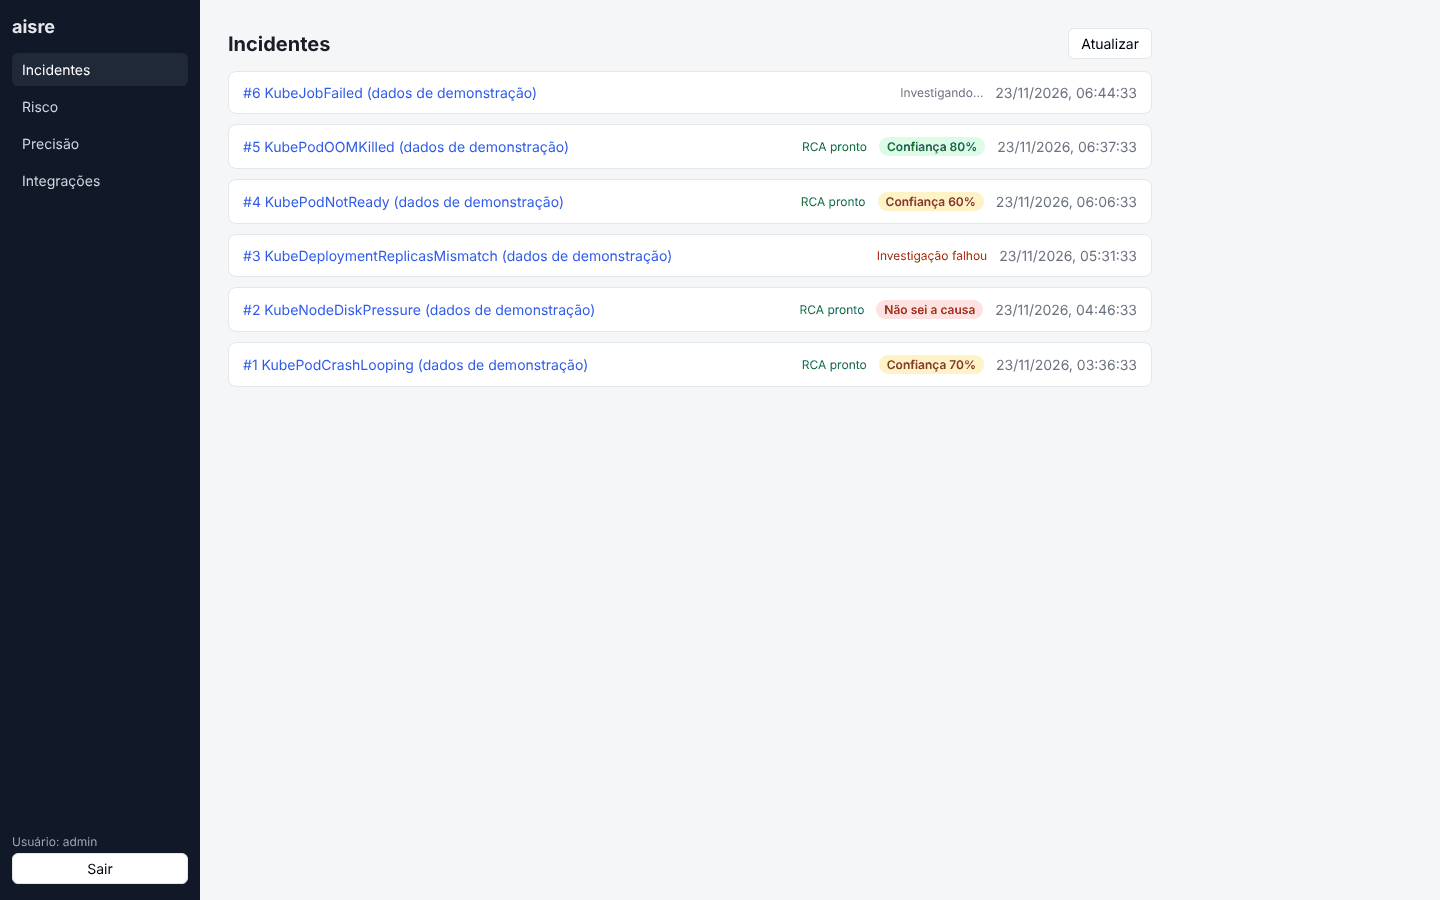 aisre
Incidentes
Risco
Precisão
Integrações
Usuário: admin
Sair
Incidentes
Atualizar
#6 KubeJobFailed (dados de demonstração) Investigando... 23/11/2026, 06:44:33
#5 KubePodOOMKilled (dados de demonstração) RCA pronto Confiança 80% 23/11/2026, 06:37:33
#4 KubePodNotReady (dados de demonstração) RCA pronto Confiança 60% 23/11/2026, 06:06:33
#3 KubeDeploymentReplicasMismatch (dados de demonstração) Investigação falhou 23/11/2026, 05:31:33
#2 KubeNodeDiskPressure (dados de demonstração) RCA pronto Não sei a causa 23/11/2026, 04:46:33
#1 KubePodCrashLooping (dados de demonstração) RCA pronto Confiança 70% 23/11/2026, 03:36:33